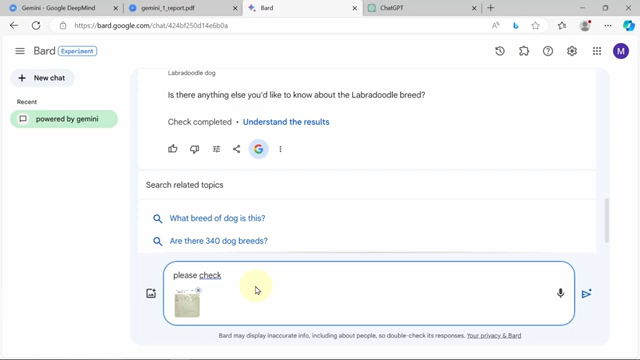 Gemini - Google DeepMind
gemini_1_report.pdf
Bard
ChatGPT
https://bard.google.com/chat/424bf250d14e6b0a
Bard
Experiment
M
New chat
Recent
powered by gemini
Labradoodle dog
Is there anything else you'd like to know about the Labradoodle breed?
Check completed • Understand the results
Search related topics
What breed of dog is this?
Are there 340 dog breeds?
please check
Bard may display inaccurate info, including about people, so double-check its responses. Your privacy & Bard